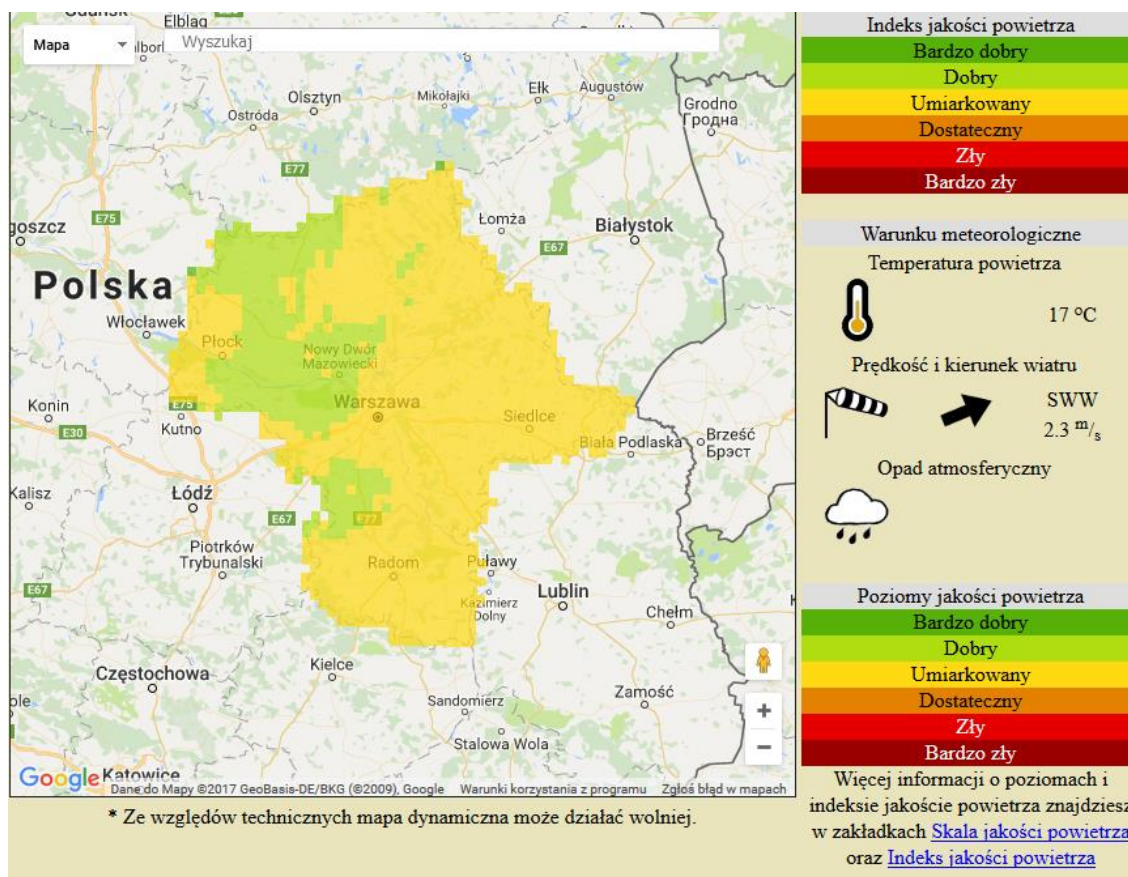 Gdańsk
Elbląg
Mapa
Wyszukaj
Olsztyn
Mikołajki
Ełk
Augustów
Ostróda
Grodno
Гродна
E77
Łomża
E75
goszcz
Białystok
E67
Polska
Włocławek
Płock
Nowy Dwór
Mazowiecki
Konin
E75
Warszawa
Siedlce
E30
Kutno
Biała Podlaska
Brześć
Брэст
Kalisz
Łódź
E67
E77
Piotrków
Trybunalski
Radom
Puławy
E67
Lublin
Kazimierz
Dolny
Chełm
Kielce
Częstochowa
Zamość
Sandomierz
ole
+
Stalowa Wola
−
Google
Katowice
Dane do Mapy ©2017 GeoBasis-DE/BKG (©2009), Google
Warunki korzystania z programu
Zgłoś błąd w mapach
* Ze względów technicznych mapa dynamiczna może działać wolniej.
Indeks jakości powietrza
Bardzo dobry
Dobry
Umiarkowany
Dostateczny
Zły
Bardzo zły
Warunku meteorologiczne
Temperatura powietrza
17 °C
Prędkość i kierunek wiatru
SWW
2.3 m/s
Opad atmosferyczny
Poziomy jakości powietrza
Bardzo dobry
Dobry
Umiarkowany
Dostateczny
Zły
Bardzo zły
Więcej informacji o poziomach i
indeksie jakoście powietrza znajdziesz
w zakładkach Skala jakości powietrza
oraz Indeks jakości powietrza